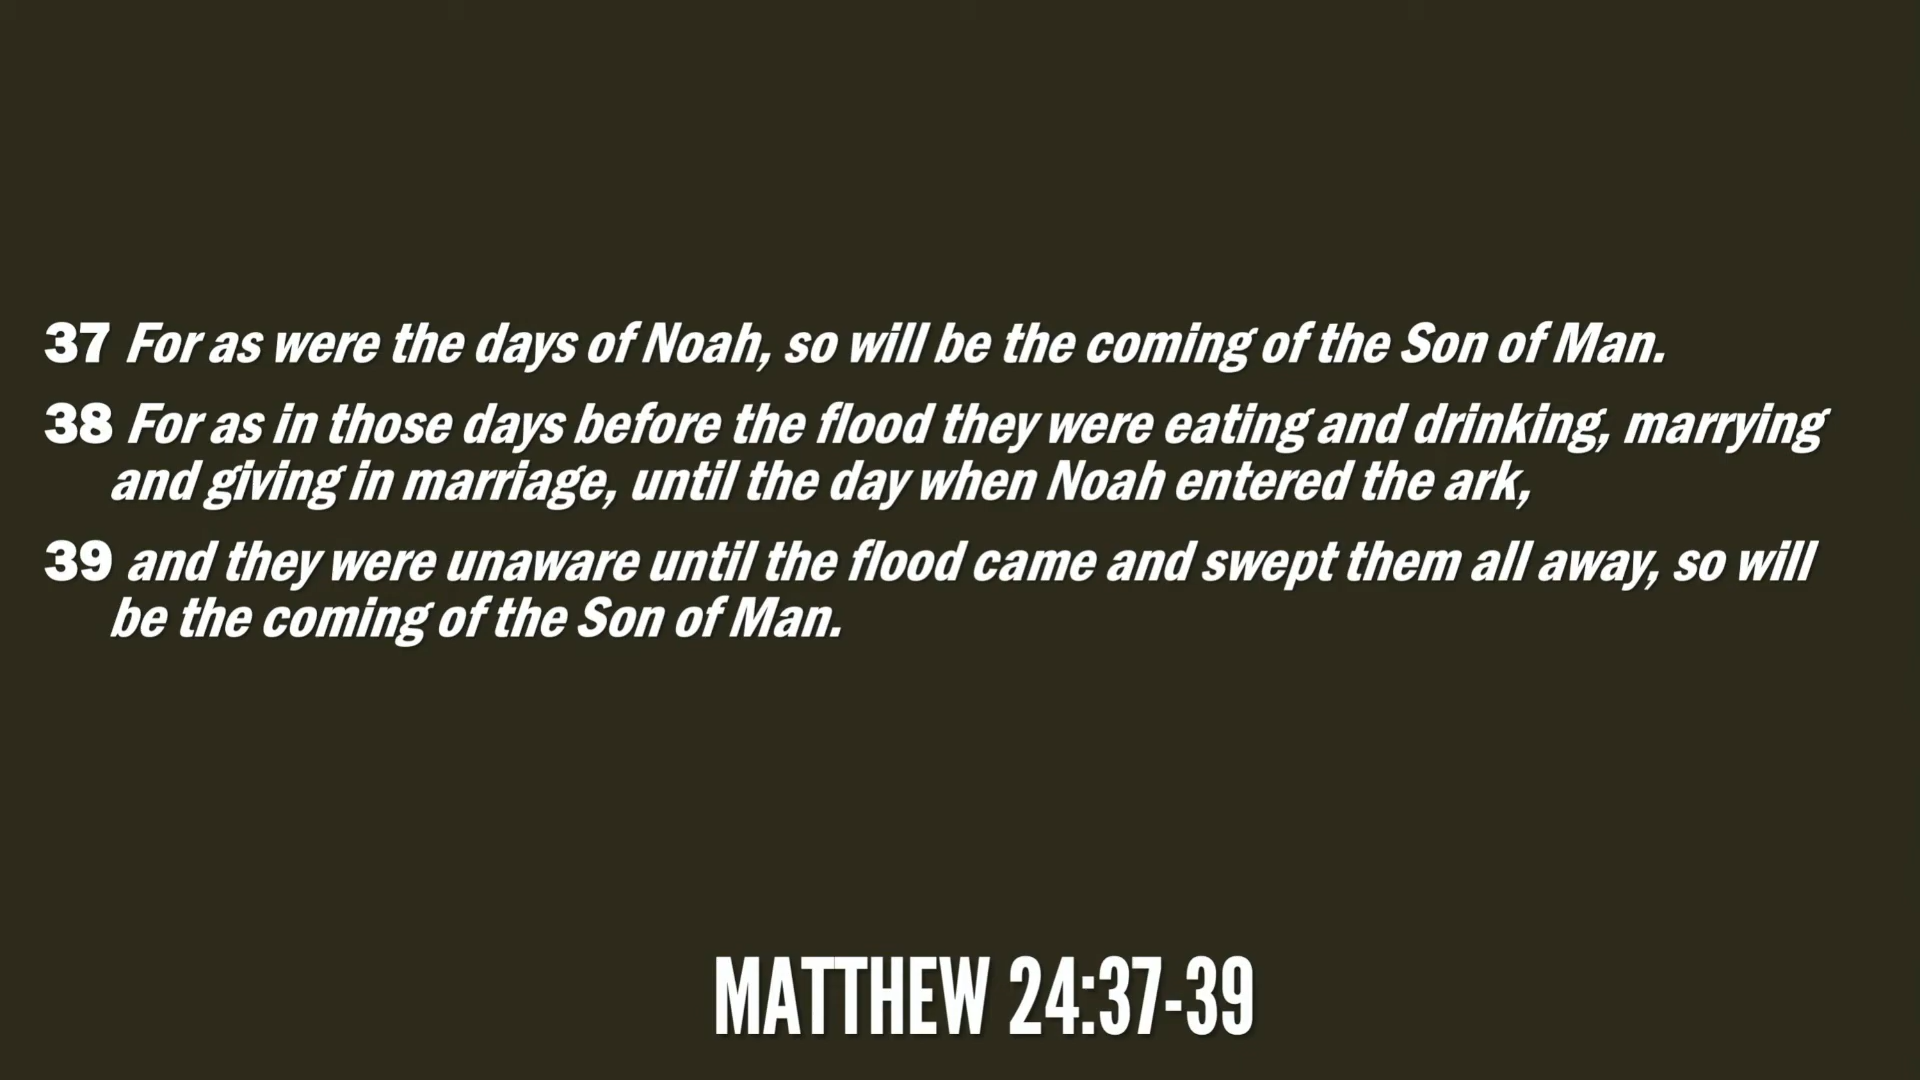 37 For as were the days of Noah, so will be the coming of the Son of Man.
38 For as in those days before the flood they were eating and drinking, marrying
and giving in marriage, until the day when Noah entered the ark,
39 and they were unaware until the flood came and swept them all away, so will
be the coming of the Son of Man.
MATTHEW 24:37-39